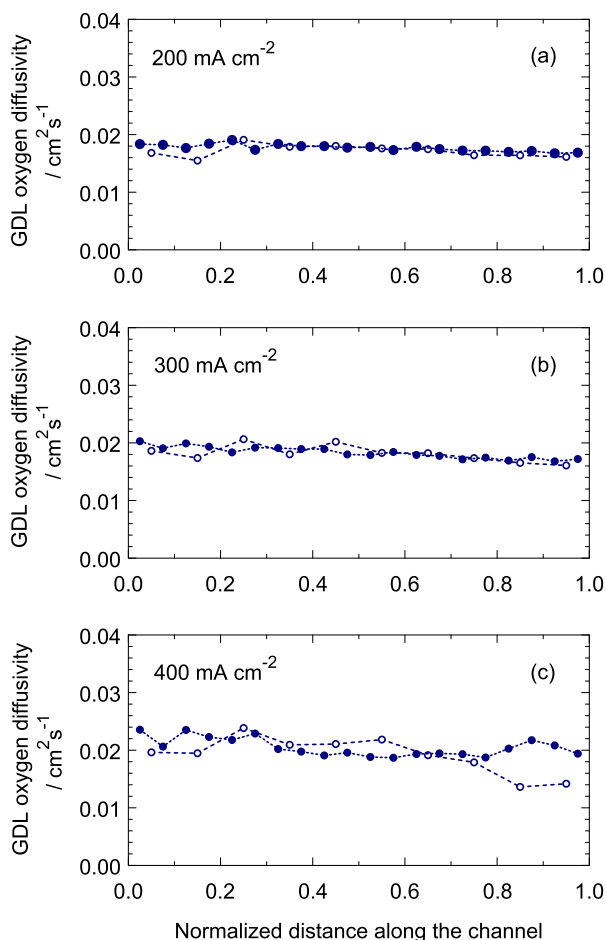 0.04
200 mA cm⁻²
(a)
0.03
0.02
0.01
0.00
GDL oxygen diffusivity
/ cm²s⁻¹
0.0 0.2 0.4 0.6 0.8 1.0
0.04
300 mA cm⁻²
(b)
0.03
0.02
0.01
0.00
GDL oxygen diffusivity
/ cm²s⁻¹
0.0 0.2 0.4 0.6 0.8 1.0
0.04
400 mA cm⁻²
(c)
0.03
0.02
0.01
0.00
GDL oxygen diffusivity
/ cm²s⁻¹
0.0 0.2 0.4 0.6 0.8 1.0
Normalized distance along the channel